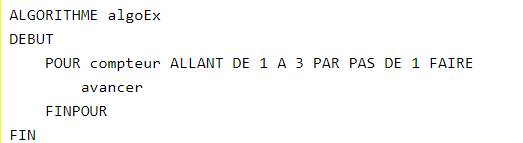 ALGORITHME algoEx
DEBUT
    POUR compteur ALLANT DE 1 A 3 PAR PAS DE 1 FAIRE
        avancer
    FINPOUR
FIN